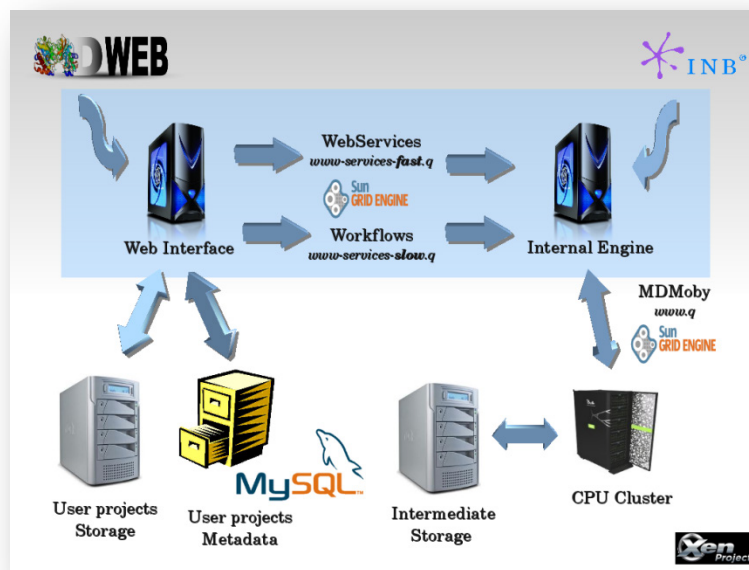 MDWEB
INB®
WebServices
www-services-fast.q
Sun
GRID ENGINE
Web Interface
Workflows
www-services-slow.q
Internal Engine
MDMoby
www.q
Sun
GRID ENGINE
MySQL™
User projects
Storage
User projects
Metadata
Intermediate
Storage
CPU Cluster
Xen
Project